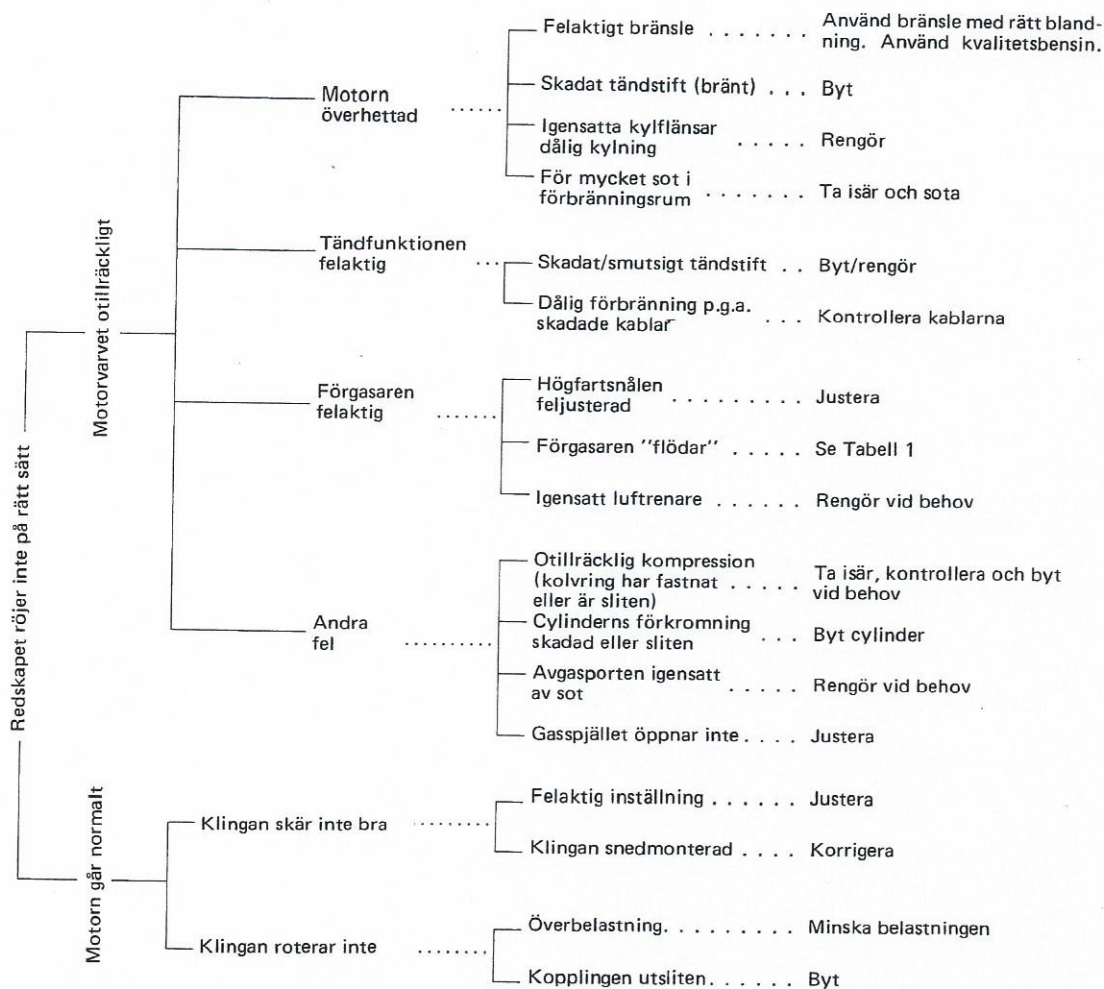 Redskapet röjer inte på rätt sätt
Motorvarvet otillräckligt
Motorn
överhettad
Felaktigt bränsle . . . . . . . Använd bränsle med rätt bland-
ning. Använd kvalitetsbensin.
Skadat tändstift (bränt) . . . Byt
Igensatta kylflänsar
dålig kylning . . . . . Rengör
För mycket sot i
förbränningsrum . . . . . . . Ta isär och sota
Tändfunktionen
felaktig
Skadat/smutsigt tändstift . . Byt/rengör
Dålig förbränning p.g.a.
skadade kablar . . . Kontrollera kablarna
Förgasaren
felaktig
Högfartsnålen
feljusterad . . . . . . . . . Justera
Förgasaren "flödar" . . . . . Se Tabell 1
Igensatt luftrenare . . . . . . Rengör vid behov
Andra
fel
Otillräcklig kompression
(kolvring har fastnat . . . . . Ta isär, kontrollera och byt
eller är sliten) vid behov
Cylinderns förkromning
skadad eller sliten . . . Byt cylinder
Avgasporten igensatt
av sot . . . . . Rengör vid behov
Gasspjället öppnar inte . . . . Justera
Motorn går normalt
Klingan skär inte bra
Felaktig inställning . . . . . . Justera
Klingan snedmonterad . . . . Korrigera
Klingan roterar inte
Överbelastning. . . . . . . . . Minska belastningen
Kopplingen utsliten. . . . . . Byt